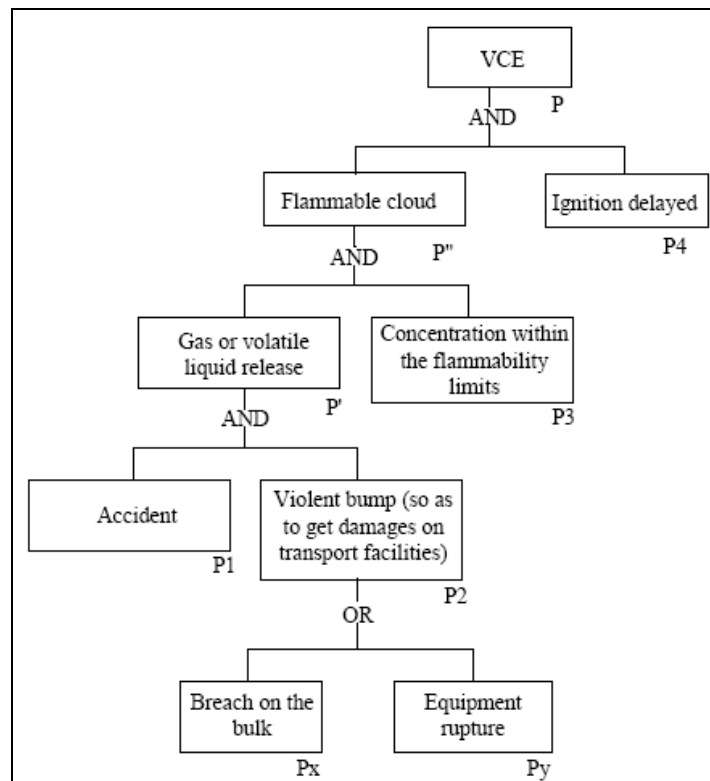 VCE
P
AND
Flammable cloud
Ignition delayed
P"
P4
AND
Gas or volatile
liquid release
Concentration within
the flammability
limits
P'
P3
AND
Accident
Violent bump (so as
to get damages on
transport facilities)
P1
P2
OR
Breach on the
bulk
Equipment
rupture
Px
Py